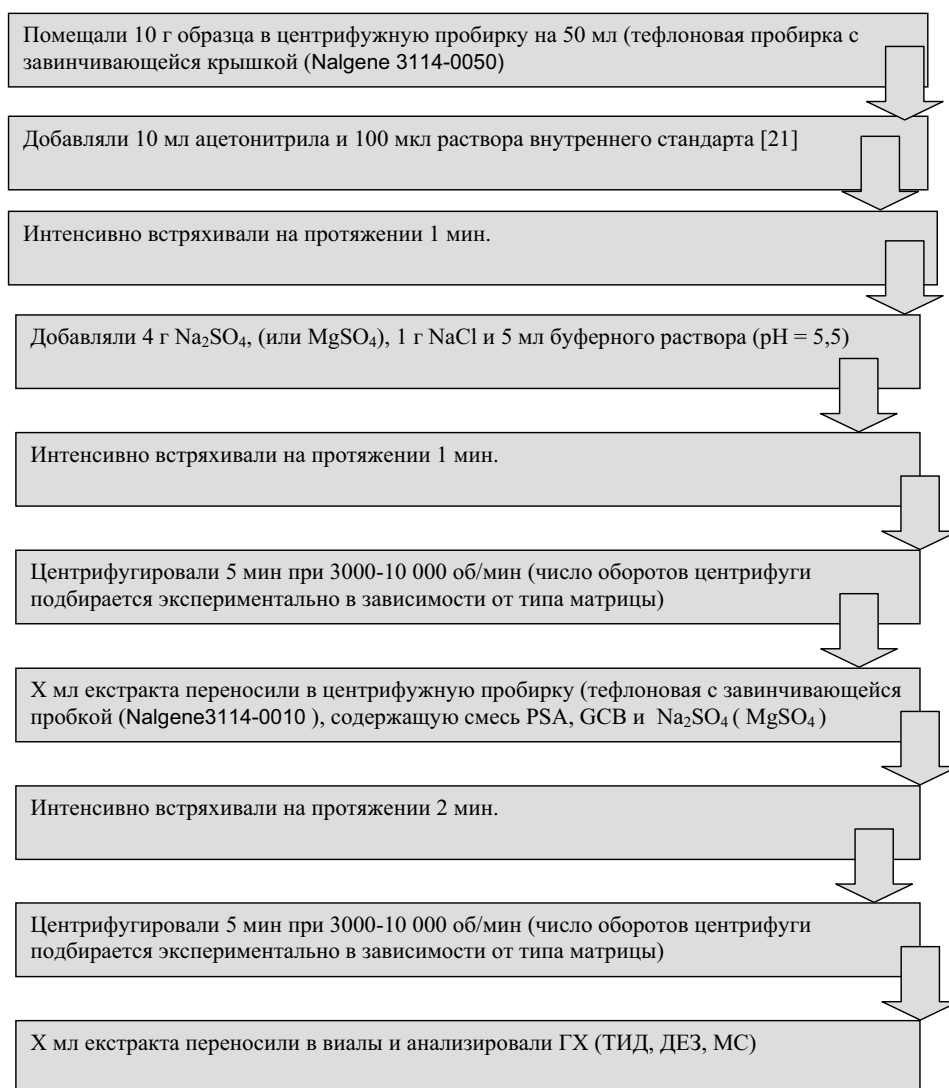 Помещали 10 г образца в центрифужную пробирку на 50 мл (тефлоновая пробирка с
завинчивающейся крышкой (Nalgene 3114-0050)
Добавляли 10 мл ацетонитрила и 100 мкл раствора внутреннего стандарта [21]
Интенсивно встряхивали на протяжении 1 мин.
Добавляли 4 г Na₂SO₄, (или MgSO₄), 1 г NaCl и 5 мл буферного раствора (pH = 5,5)
Интенсивно встряхивали на протяжении 1 мин.
Центрифугировали 5 мин при 3000-10 000 об/мин (число оборотов центрифуги
подбирается экспериментально в зависимости от типа матрицы)
Х мл екстракта переносили в центрифужную пробирку (тефлоновая с завинчивающейся
пробкой (Nalgene3114-0010 ), содержащую смесь PSA, GCB и Na₂SO₄ ( MgSO₄ )
Интенсивно встряхивали на протяжении 2 мин.
Центрифугировали 5 мин при 3000-10 000 об/мин (число оборотов центрифуги
подбирается экспериментально в зависимости от типа матрицы)
Х мл екстракта переносили в виалы и анализировали ГХ (ТИД, ДЕЗ, МС)